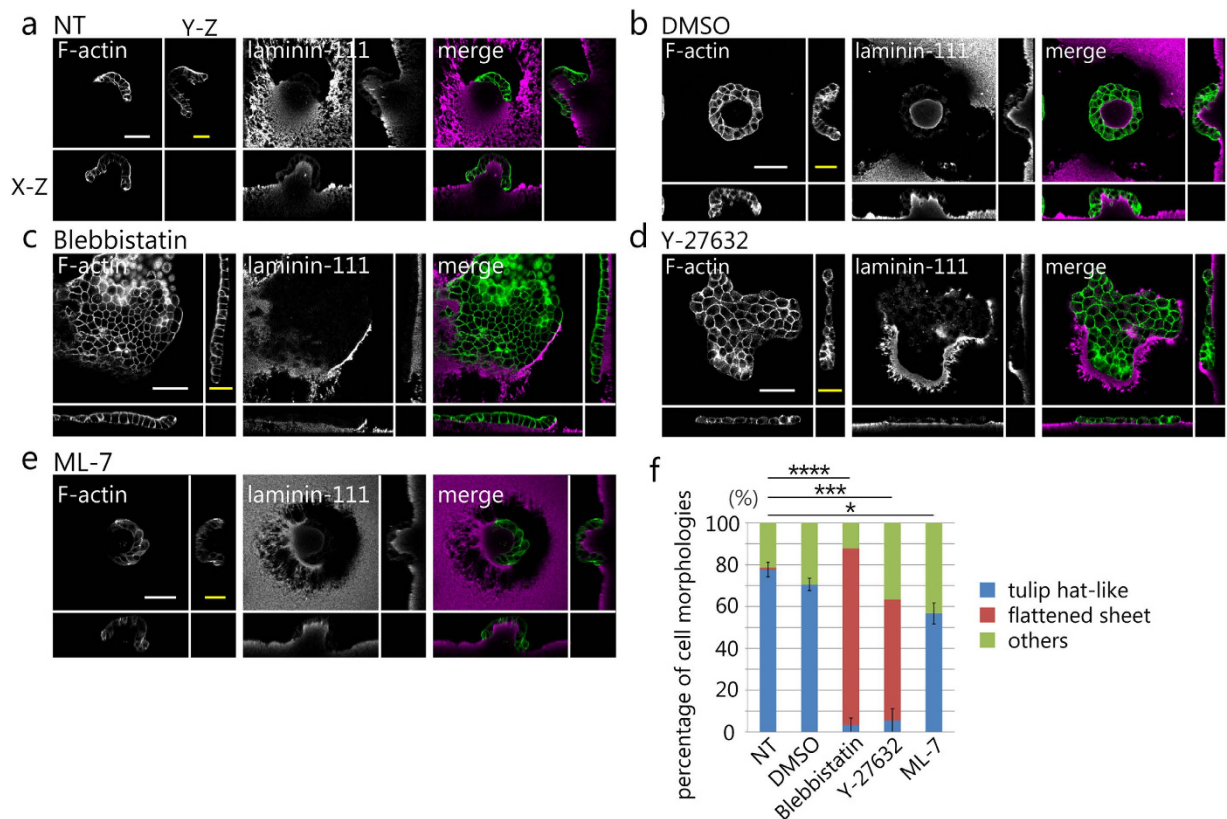 a NT
Y-Z
F-actin
laminin-111
merge
X-Z
b DMSO
F-actin
laminin-111
merge
c Blebbistatin
F-actin
laminin-111
merge
d Y-27632
F-actin
laminin-111
merge
e ML-7
F-actin
laminin-111
merge
f
****
***
*
(%)
100
80
60
40
20
0
percentage of cell morphologies
NT
DMSO
Blebbistatin
Y-27632
ML-7
tulip hat-like
flattened sheet
others